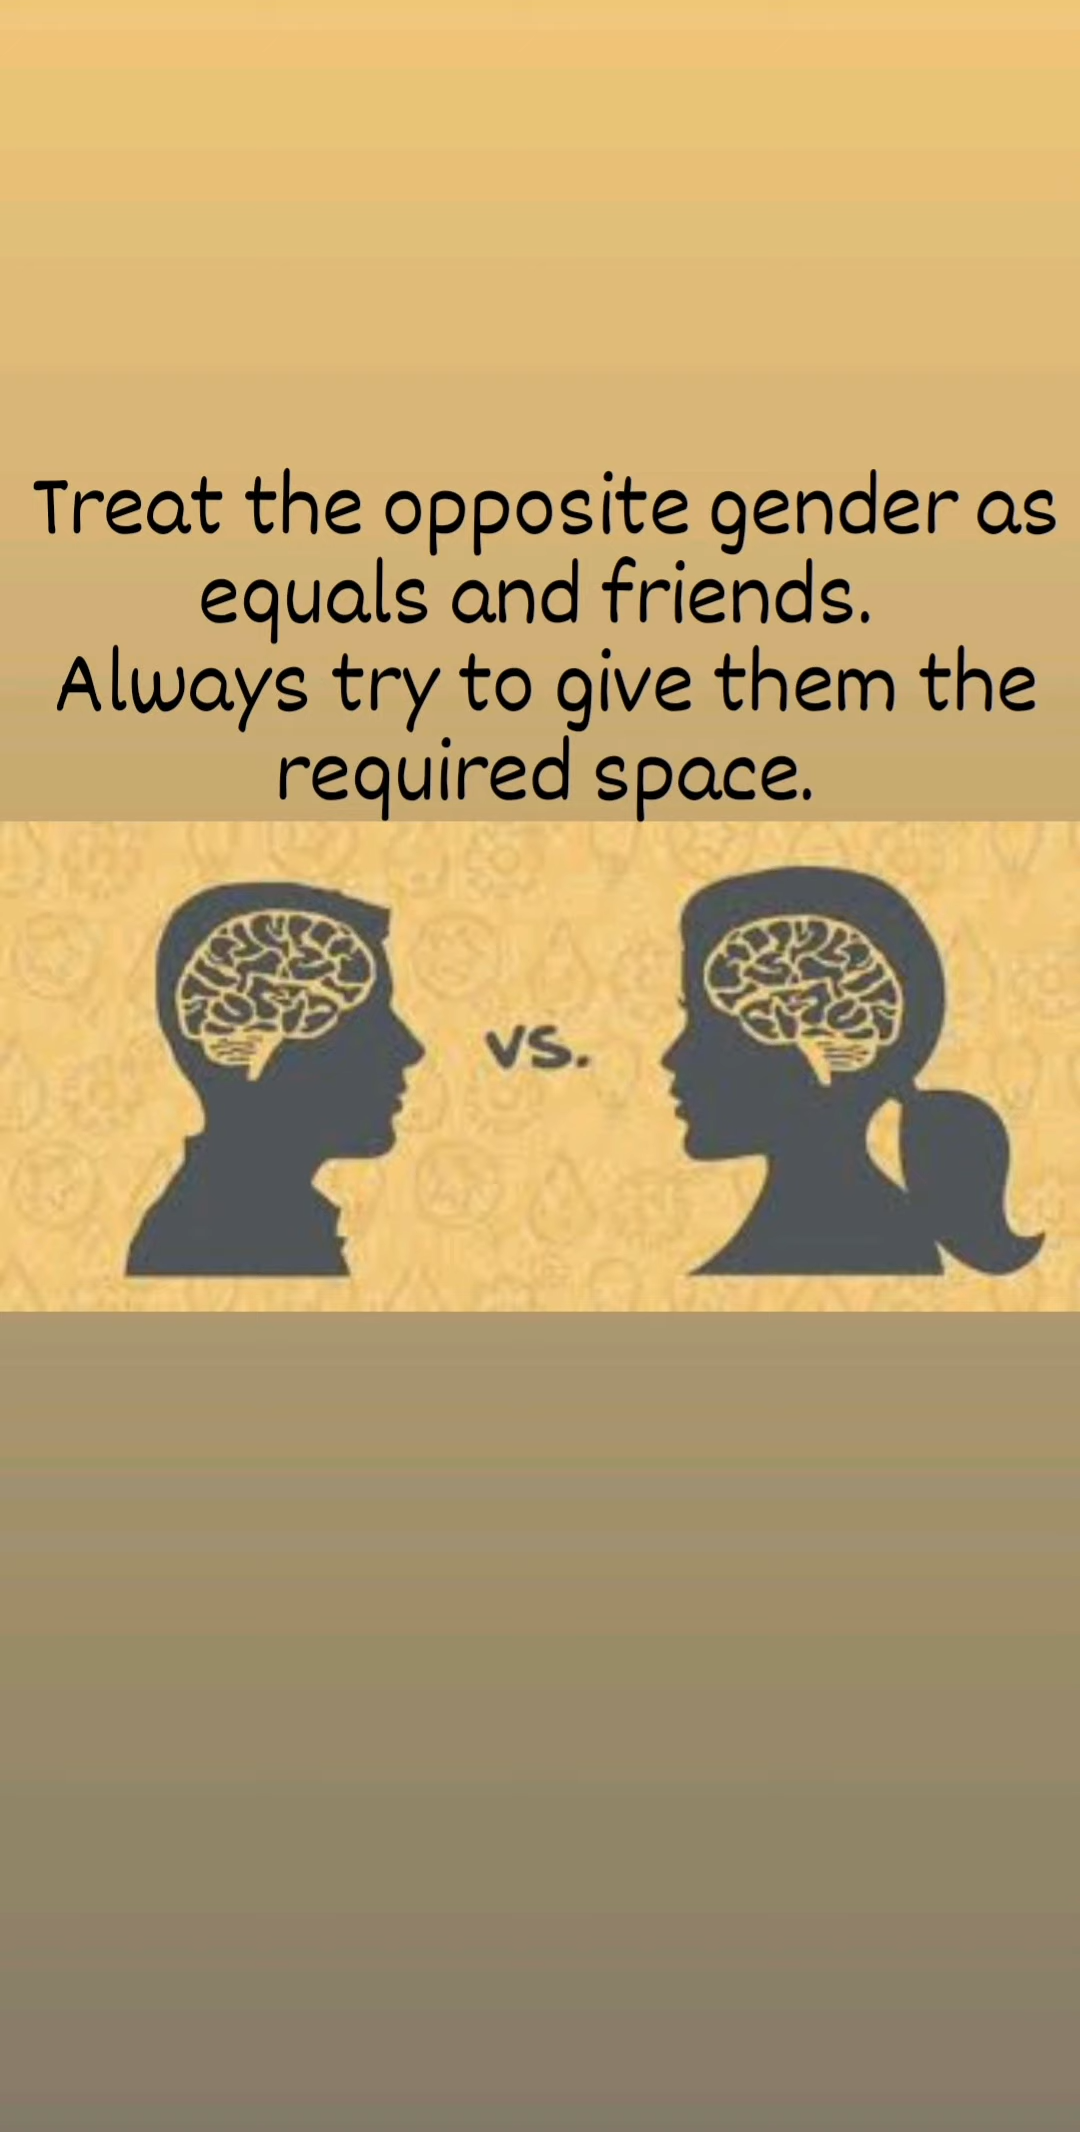 Treat the opposite gender as
equals and friends.
Always try to give them the
required space.
vs.